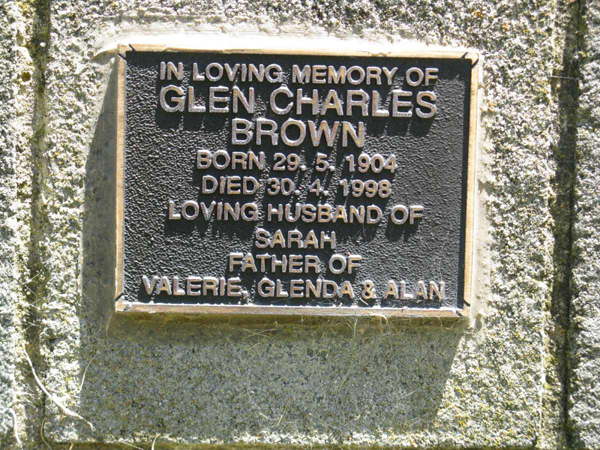 IN LOVING MEMORY OF
GLEN CHARLES
BROWN
BORN 29. 5. 1904
DIED 30. 4. 1998
LOVING HUSBAND OF
SARAH
FATHER OF
VALERIE, GLENDA & ALAN